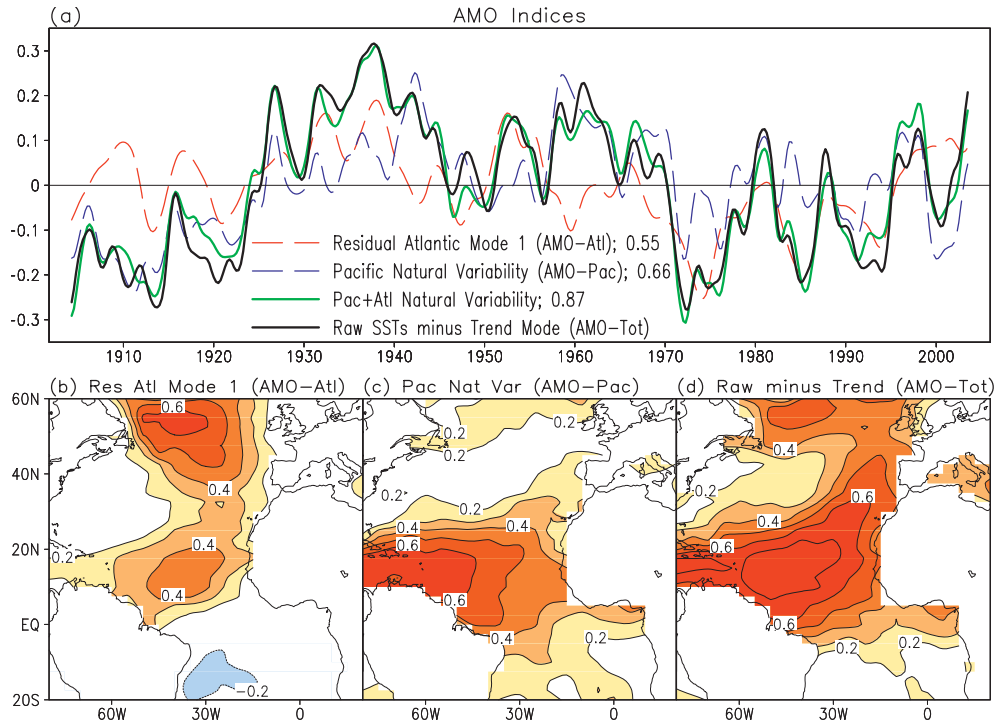 (a) AMO Indices
0.3
0.2
0.1
0
-0.1
-0.2
-0.3
Residual Atlantic Mode 1 (AMO-Atl); 0.55
Pacific Natural Variability (AMO-Pac); 0.66
Pac+Atl Natural Variability; 0.87
Raw SSTs minus Trend Mode (AMO-Tot)
1910 1920 1930 1940 1950 1960 1970 1980 1990 2000
(b) Res Atl Mode 1 (AMO-Atl)
60N
40N
20N
EQ
20S
0.6
0.4
0.4
0.2
0.4
-0.2
60W 30W 0
(c) Pac Nat Var (AMO-Pac)
0.2
0.2
0.2
0.2
0.2
0.4
0.4
0.6
0.6
0.4
0.2
60W 30W 0
(d) Raw minus Trend (AMO-Tot)
0.4
0.2
0.6
0.4
0.6
0.6
0.2
0.2
60W 30W 0